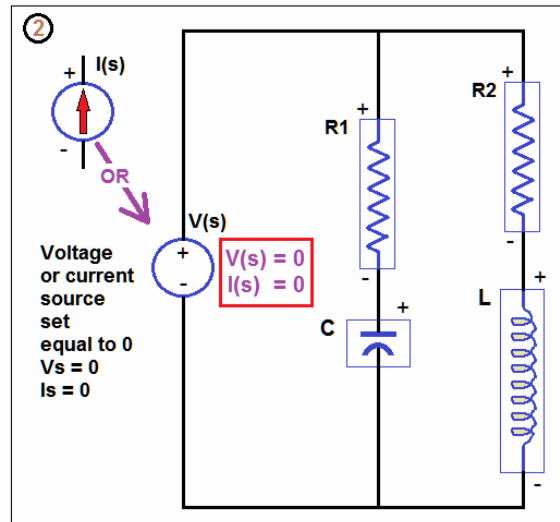 2
+ I(s)
-
OR
V(s)
+
-
V(s) = 0
I(s) = 0
Voltage
or current
source
set
equal to 0
Vs = 0
Is = 0
+
R1
-
+
C
+
R2
-
+
L
-